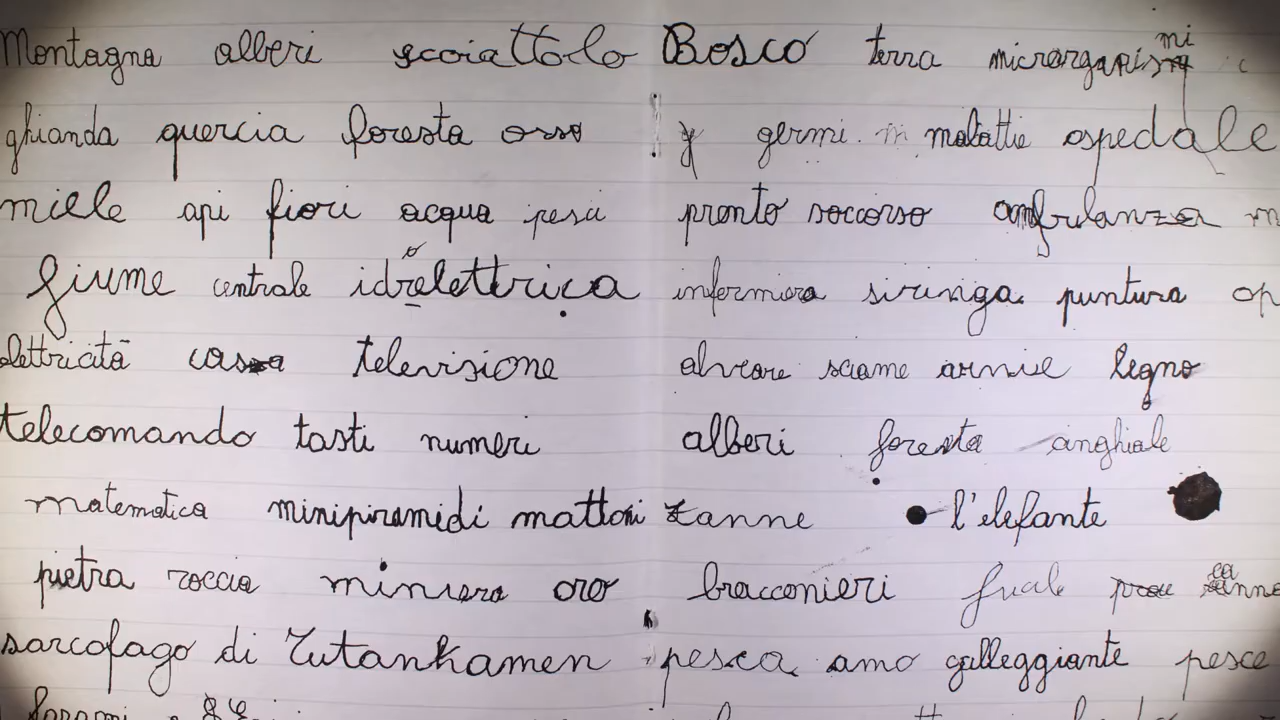 Montagna alberi scoiattolo
ghianda quercia foresta orso
miele api fiori acqua pesci
fiume centrale idroelettrica
elettricità casa televisione
telecomando tasti numeri
matematica minipiramidi mattoni
pietra roccia miniera oro
sarcofago di Tutankamen
Bosco terra microrganismi
germi malattie ospedale
pronto soccorso ambulanza
infermiera siringa puntura
alveare sciame arnie legno
alberi foresta cinghiale
zanne l'elefante
bracconieri fucile canne
pesca amo galleggiante pesce